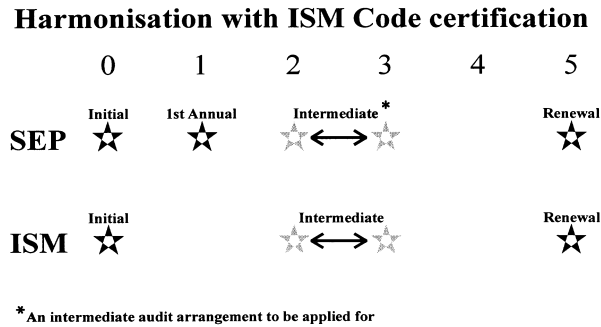 Harmonisation with ISM Code certification
0 1 2 3 4 5
Initial 1st Annual Intermediate* Renewal
SEP
Initial Intermediate Renewal
ISM
*An intermediate audit arrangement to be applied for